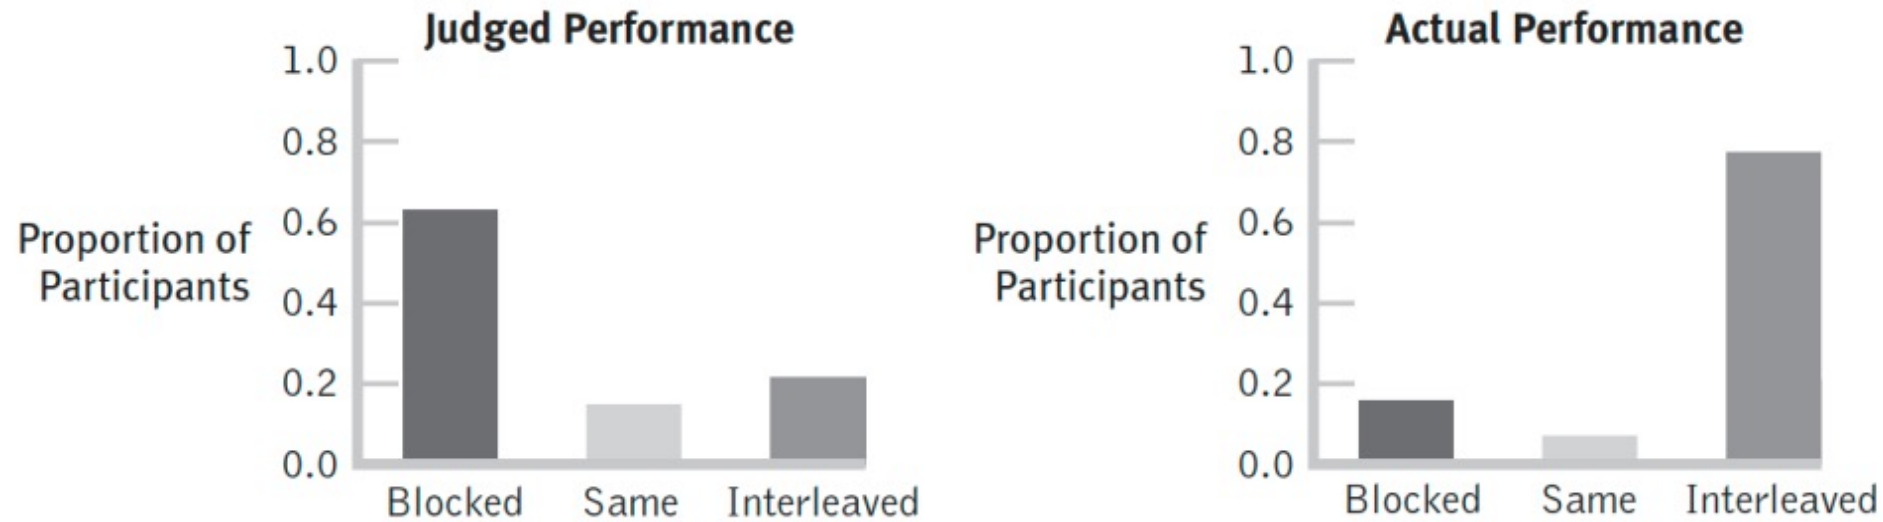 Judged Performance
1.0
0.8
0.6
0.4
0.2
0.0
Proportion of
Participants
Blocked Same Interleaved
Actual Performance
1.0
0.8
0.6
0.4
0.2
0.0
Proportion of
Participants
Blocked Same Interleaved